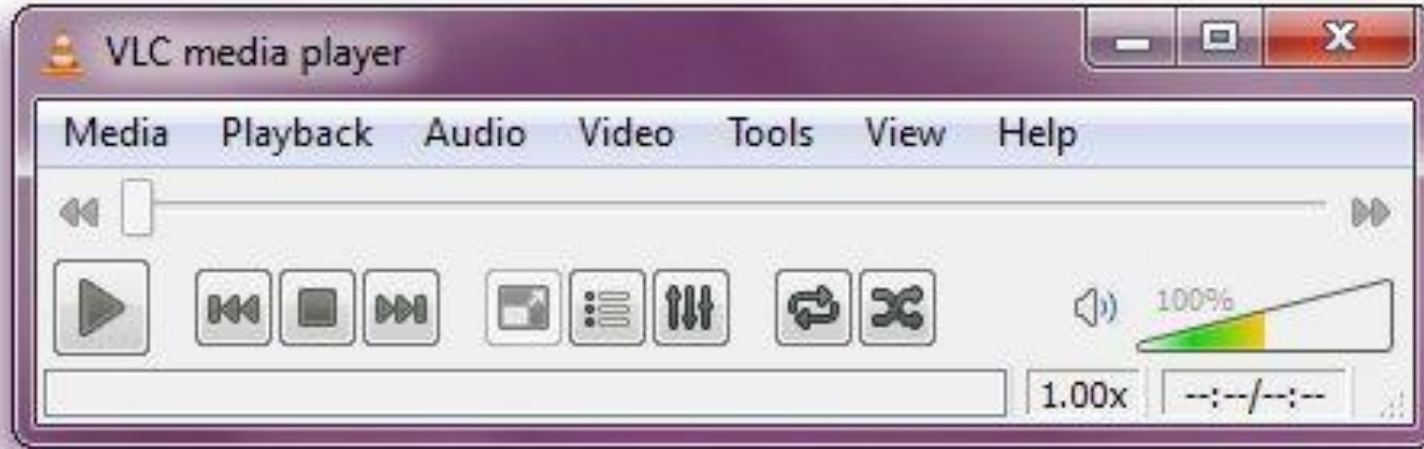 VLC media player
Media Playback Audio Video Tools View Help
100%
1.00x --:--/--:--